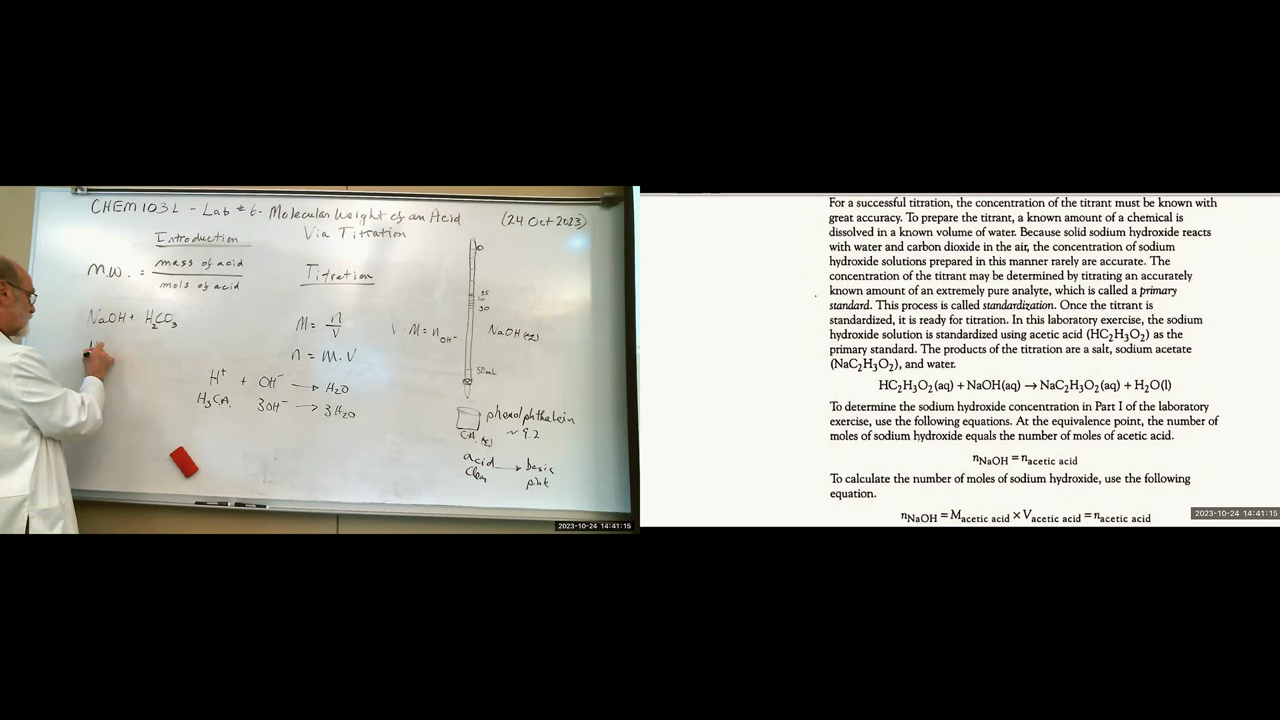 CHEM 103L - Lab #6 - Molecular Weight of an Acid
Via Titration
(24 Oct 2023)
Introduction
M.W. = mass of acid
mols of acid
Titration
NaOH + H2CO3
M = n
V
n = M · V
V · M = nOH-
NaOH (aq)
H+ + OH- → H2O
H3CA. 3OH- → 3H2O
0
30
50mL
phenolphthalein
~ 9.2
acid → basic
clear pink
2023-10-24 14:41:15
For a successful titration, the concentration of the titrant must be known with
great accuracy. To prepare the titrant, a known amount of a chemical is
dissolved in a known volume of water. Because solid sodium hydroxide reacts
with water and carbon dioxide in the air, the concentration of sodium
hydroxide solutions prepared in this manner rarely are accurate. The
concentration of the titrant may be determined by titrating an accurately
known amount of an extremely pure analyte, which is called a primary
standard. This process is called standardization. Once the titrant is
standardized, it is ready for titration. In this laboratory exercise, the sodium
hydroxide solution is standardized using acetic acid (HC2H3O2) as the
primary standard. The products of the titration are a salt, sodium acetate
(NaC2H3O2), and water.
HC2H3O2(aq) + NaOH(aq) → NaC2H3O2(aq) + H2O(l)
To determine the sodium hydroxide concentration in Part I of the laboratory
exercise, use the following equations. At the equivalence point, the number of
moles of sodium hydroxide equals the number of moles of acetic acid.
nNaOH = nacetic acid
To calculate the number of moles of sodium hydroxide, use the following
equation.
nNaOH = Macetic acid × Vacetic acid = nacetic acid
2023-10-24 14:41:15